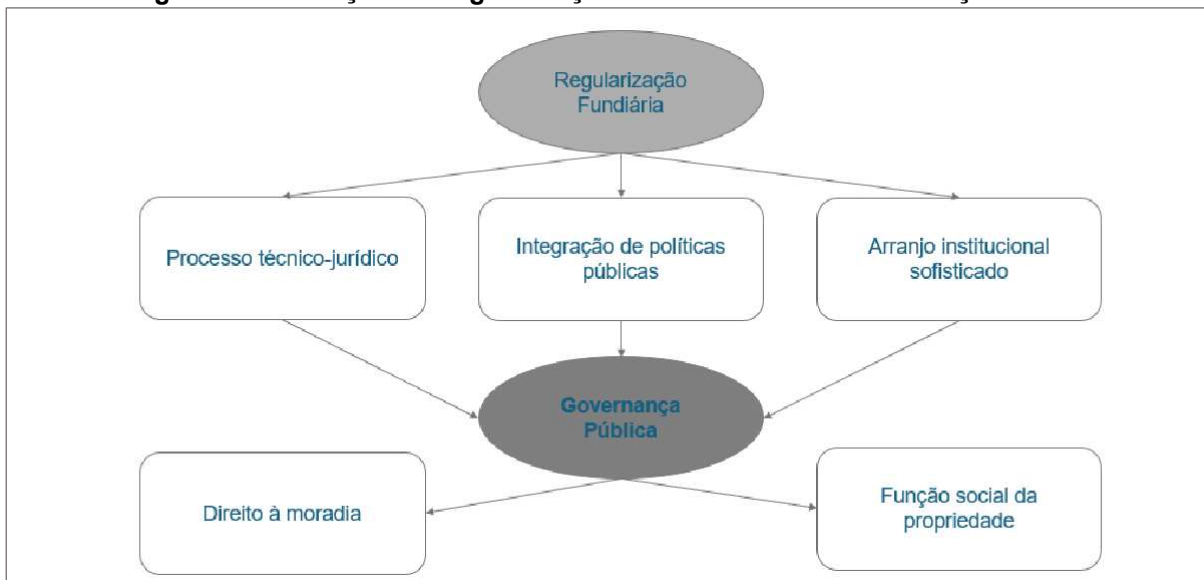 Regularização
Fundiária
Processo técnico-jurídico
Integração de políticas
públicas
Arranjo institucional
sofisticado
Governança
Pública
Direito à moradia
Função social da
propriedade